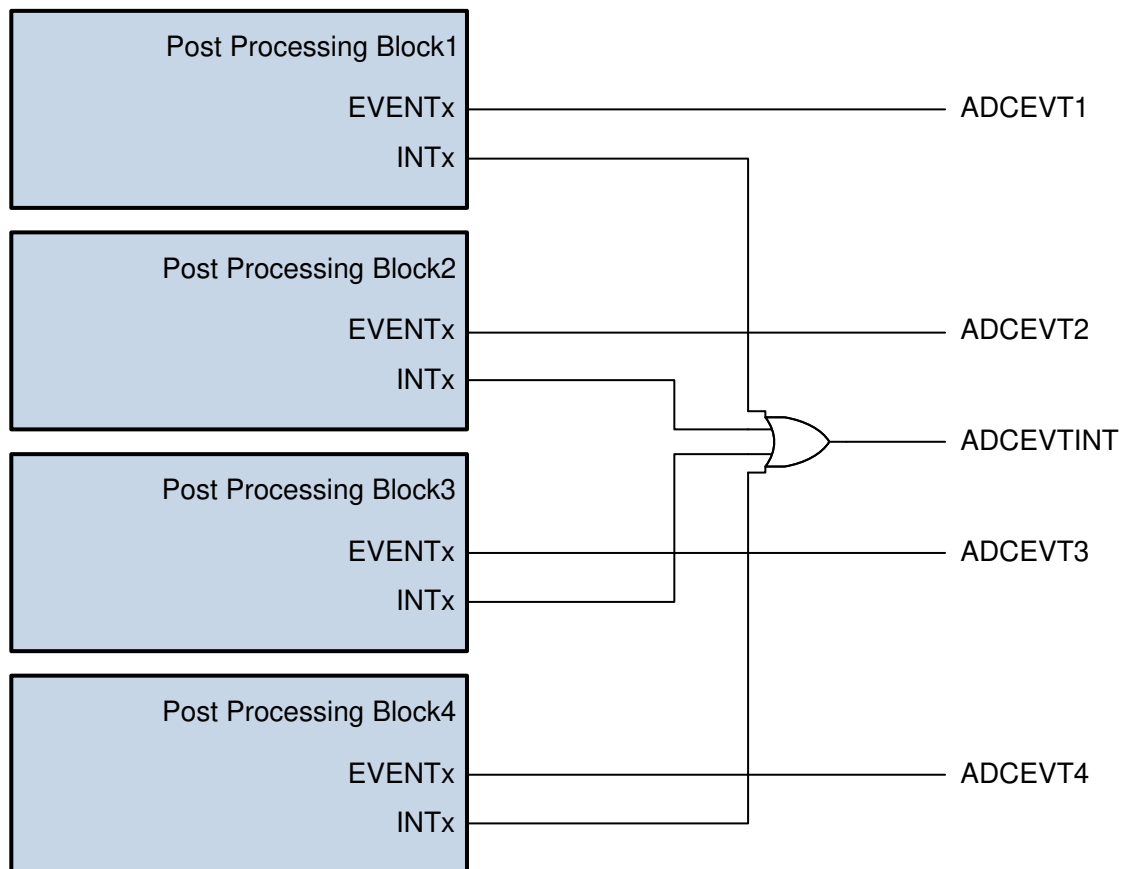 Post Processing Block1
EVENTx
ADCEVT1
INTx
Post Processing Block2
EVENTx
ADCEVT2
INTx
ADCEVTINT
Post Processing Block3
EVENTx
ADCEVT3
INTx
Post Processing Block4
EVENTx
ADCEVT4
INTx